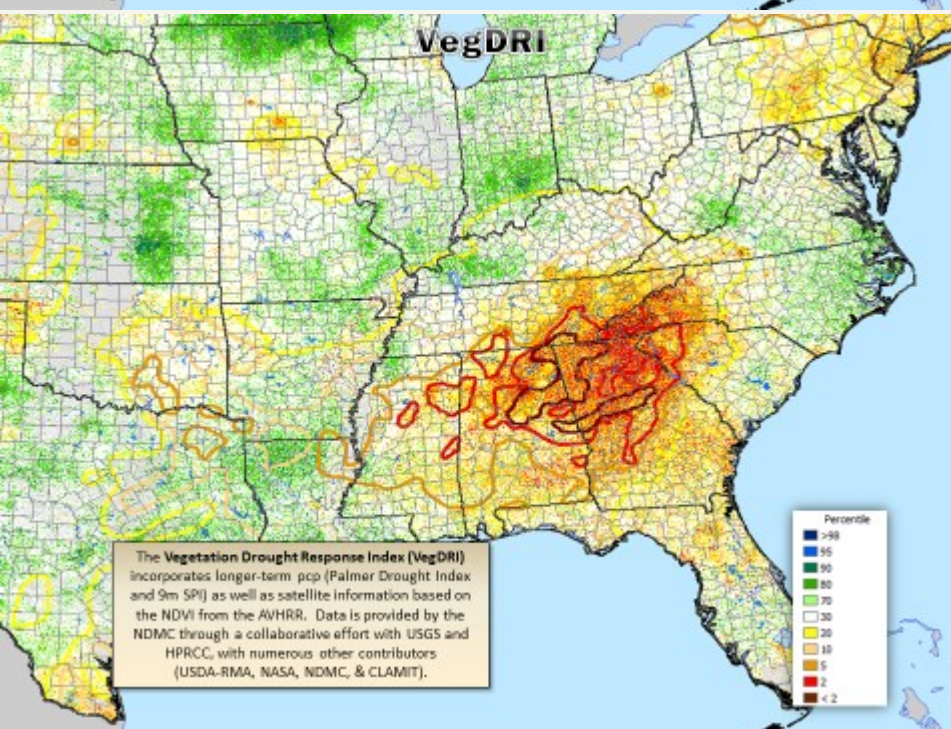 VegDRI
The Vegetation Drought Response Index (VegDRI)
incorporates longer-term pcp (Palmer Drought Index
and 9m SPI) as well as satellite information based on
the NDVI from the AVHRR. Data is provided by the
NDMC through a collaborative effort with USGS and
HPRCC, with numerous other contributors
(USDA-RMA, NASA, NDMC, & CLAMIT).
Percentile
>98
95
90
80
70
30
20
10
5
2
< 2